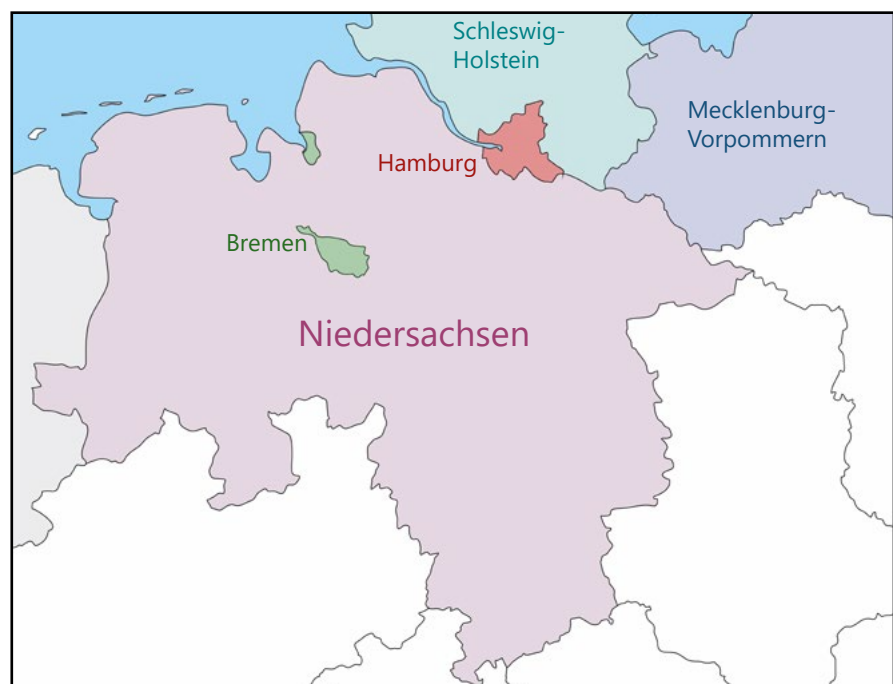 Schleswig-
Holstein
Mecklenburg-
Vorpommern
Hamburg
Bremen
Niedersachsen